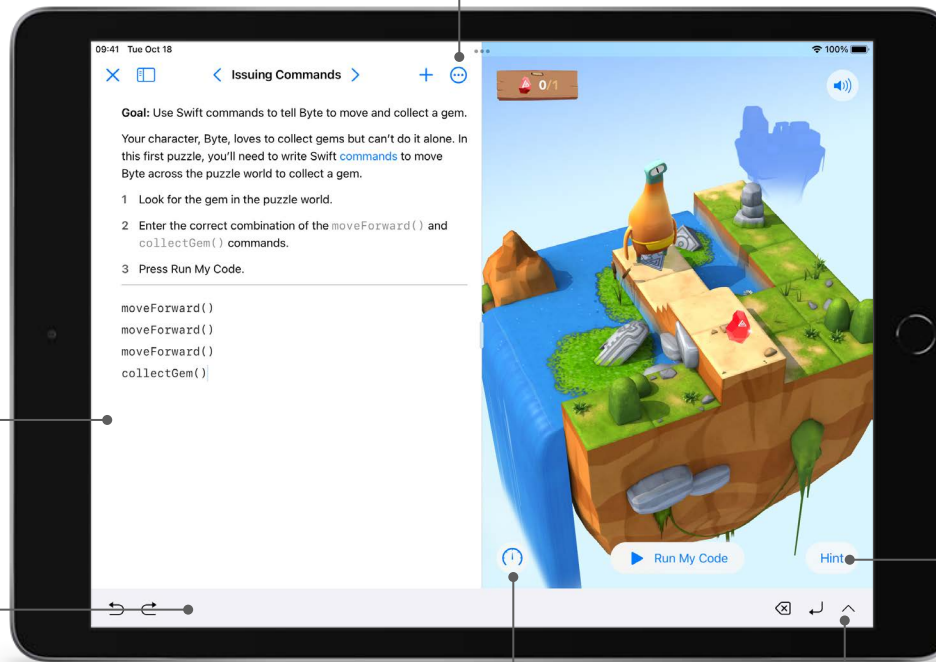 09:41 Tue Oct 18
100%
Issuing Commands
Goal: Use Swift commands to tell Byte to move and collect a gem.
Your character, Byte, loves to collect gems but can't do it alone. In
this first puzzle, you'll need to write Swift commands to move
Byte across the puzzle world to collect a gem.
1 Look for the gem in the puzzle world.
2 Enter the correct combination of the moveForward() and
collectGem() commands.
3 Press Run My Code.
moveForward()
moveForward()
moveForward()
collectGem()
0/1
Run My Code
Hint